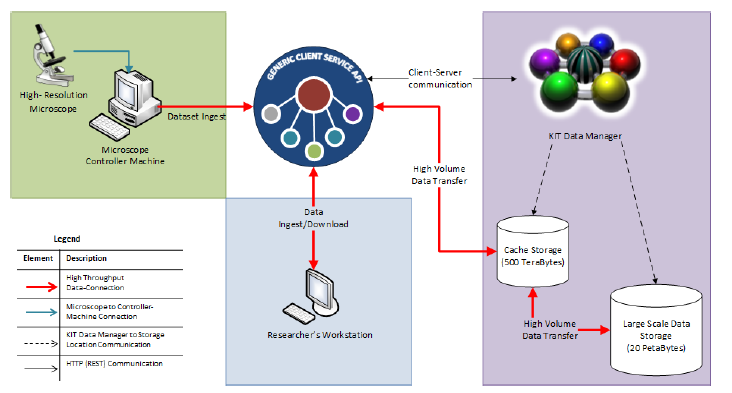 High- Resolution
Microscope
Microscope
Controller Machine
Dataset Ingest
GENERIC CLIENT SERVICE API
Client-Server
communication
KIT Data Manager
High Volume
Data Transfer
Data
Ingest/Download
Researcher's Workstation
Cache Storage
(500 TeraBytes)
High Volume
Data Transfer
Large Scale Data
Storage
(20 PetaBytes)
Legend
Element Description
High Throughput
Data-Connection
Microscope to Controller-
Machine Connection
KIT Data Manager to Storage
Location Communication
HTTP (REST) Communication